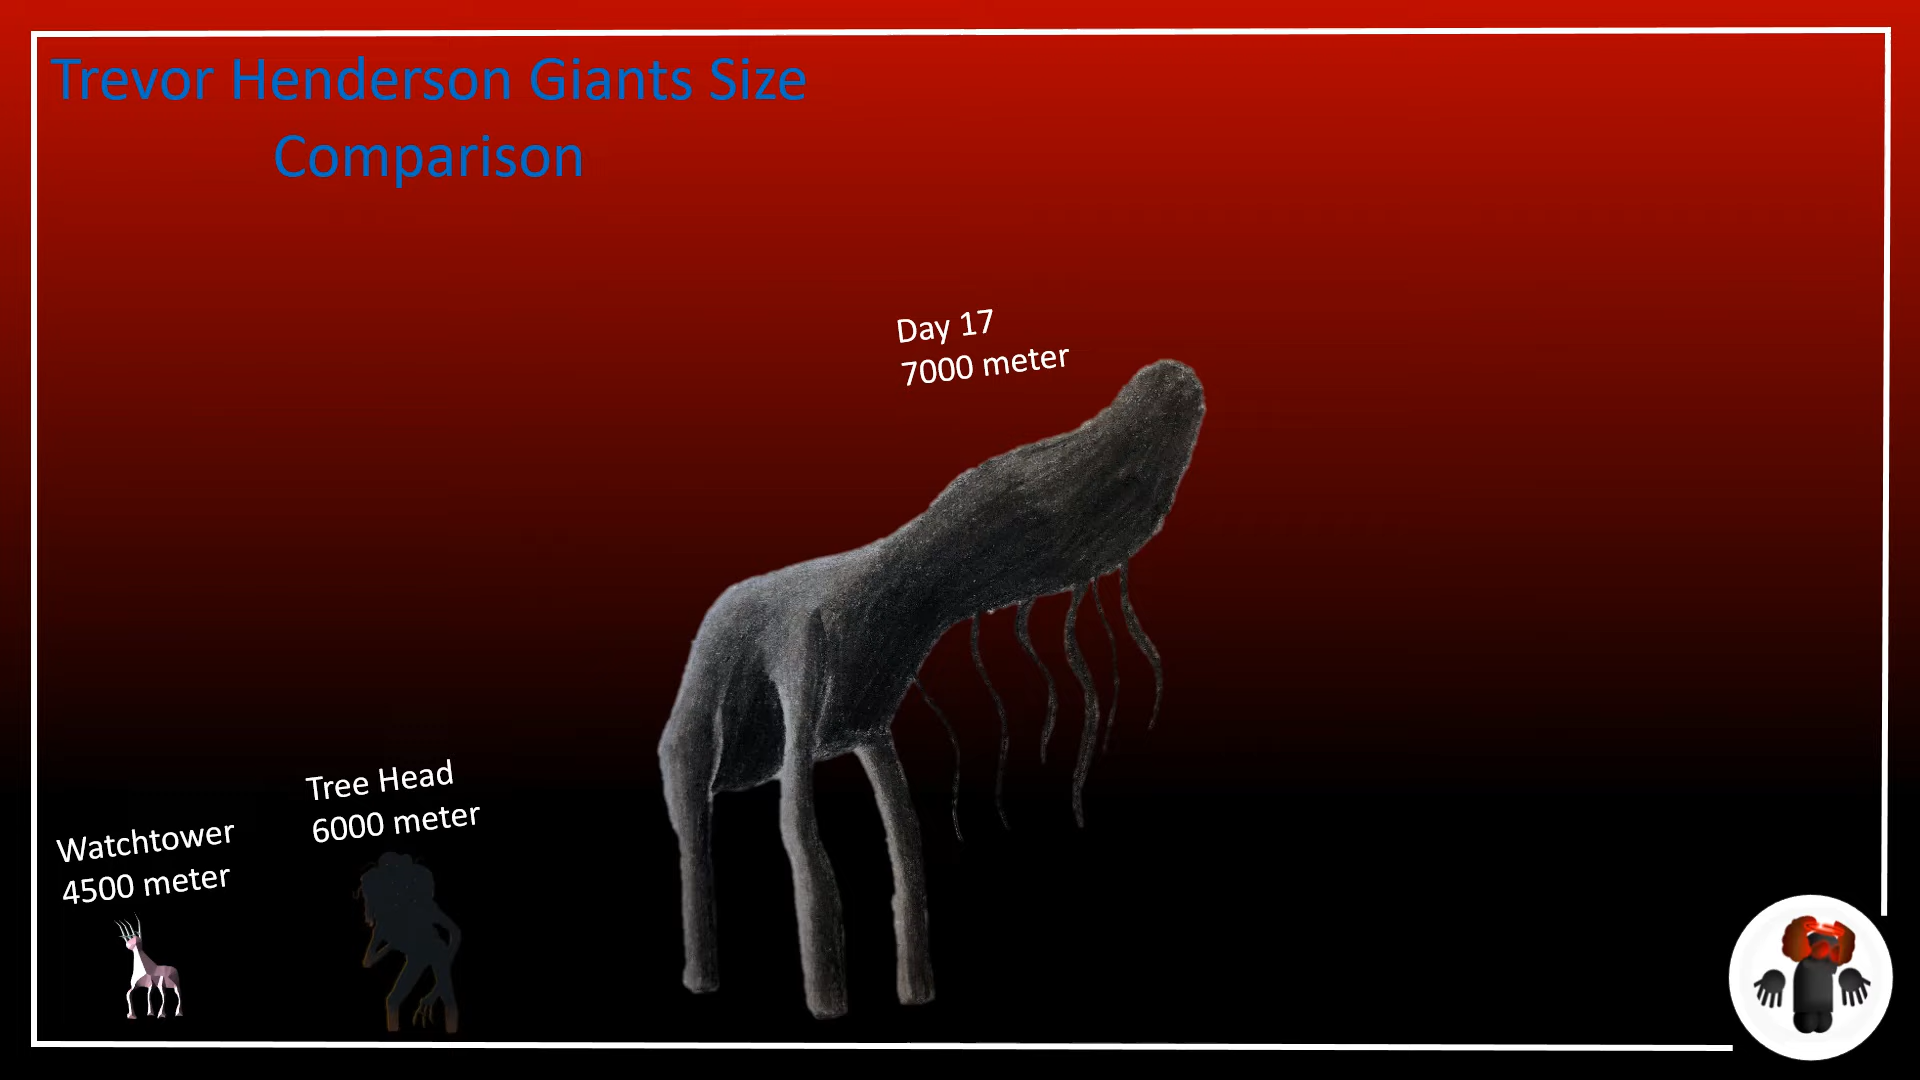 Trevor Henderson Giants Size
Comparison
Day 17
7000 meter
Tree Head
6000 meter
Watchtower
4500 meter